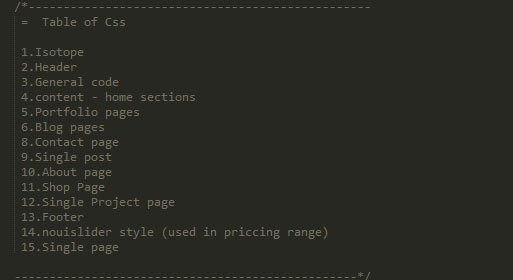 /*-------------------------------------------------
= Table of Css
1.Isotope
2.Header
3.General code
4.content - home sections
5.Portfolio pages
6.Blog pages
8.Contact page
9.Single post
10.About page
11.Shop Page
12.Single Project page
13.Footer
14.nouislider style (used in priccing range)
15.Single page
-------------------------------------------------*/